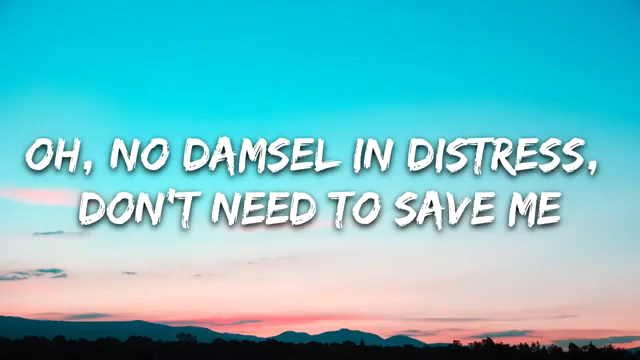 OH, NO DAMSEL IN DISTRESS,
DON'T NEED TO SAVE ME